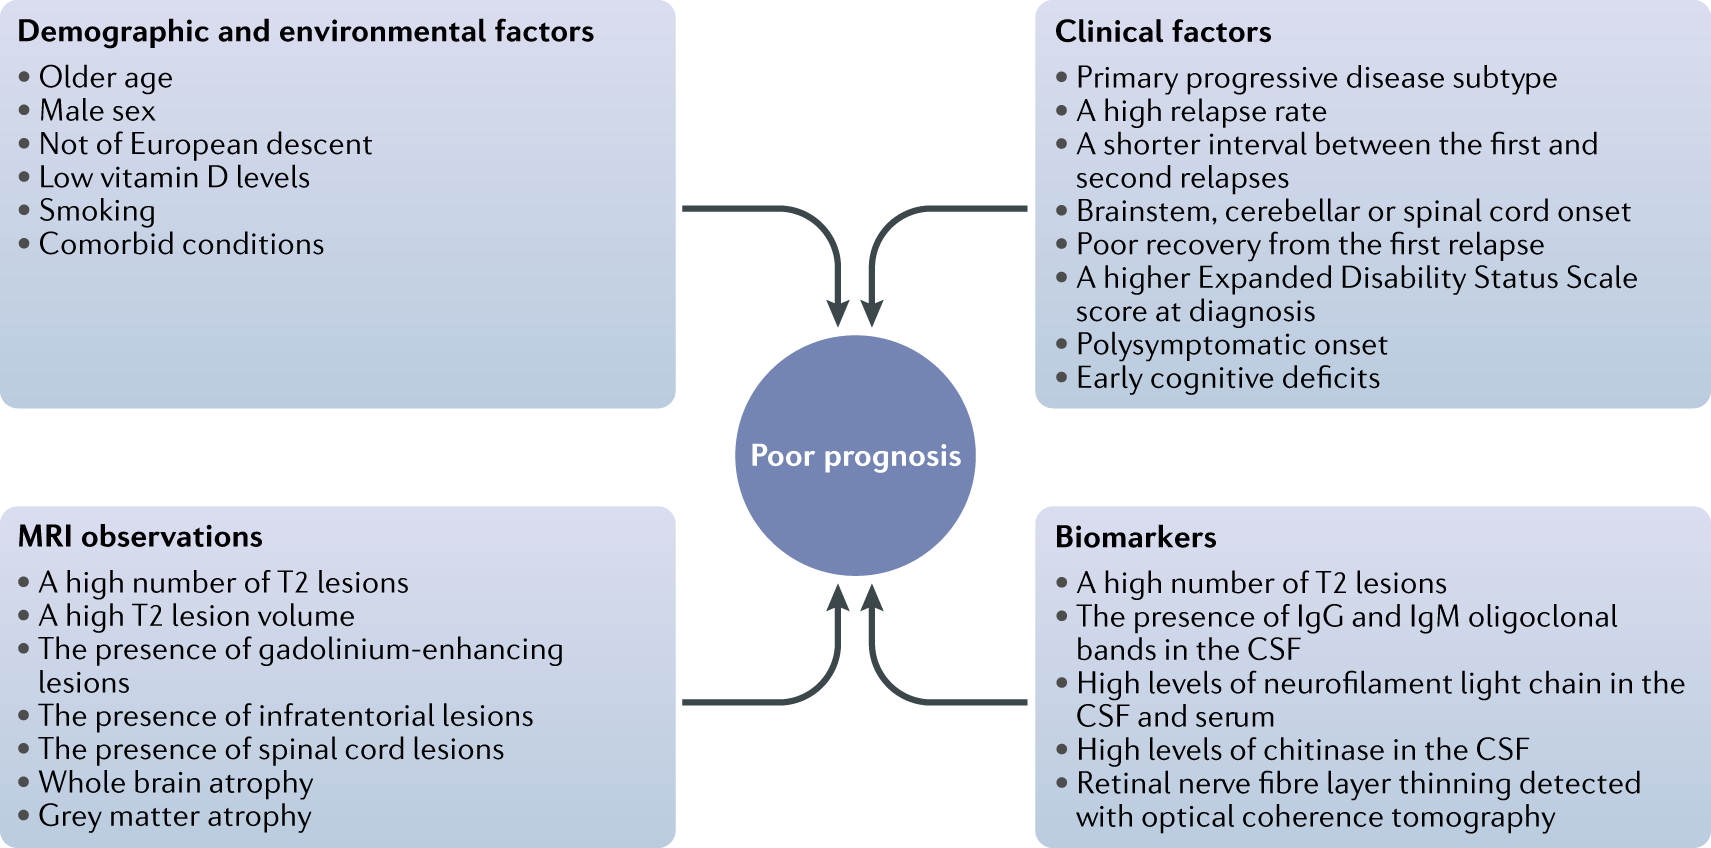 Demographic and environmental factors
• Older age
• Male sex
• Not of European descent
• Low vitamin D levels
• Smoking
• Comorbid conditions
Clinical factors
• Primary progressive disease subtype
• A high relapse rate
• A shorter interval between the first and
second relapses
• Brainstem, cerebellar or spinal cord onset
• Poor recovery from the first relapse
• A higher Expanded Disability Status Scale
score at diagnosis
• Polysymptomatic onset
• Early cognitive deficits
Poor prognosis
MRI observations
• A high number of T2 lesions
• A high T2 lesion volume
• The presence of gadolinium-enhancing
lesions
• The presence of infratentorial lesions
• The presence of spinal cord lesions
• Whole brain atrophy
• Grey matter atrophy
Biomarkers
• A high number of T2 lesions
• The presence of IgG and IgM oligoclonal
bands in the CSF
• High levels of neurofilament light chain in the
CSF and serum
• High levels of chitinase in the CSF
• Retinal nerve fibre layer thinning detected
with optical coherence tomography